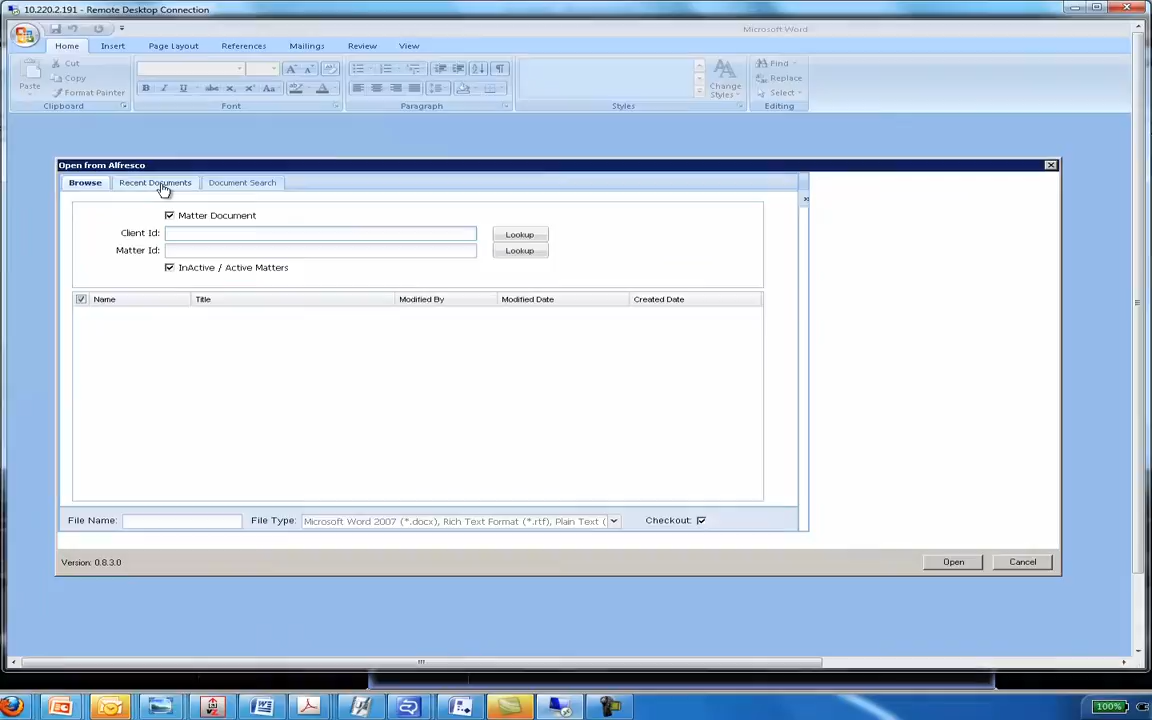 10.220.2.191 - Remote Desktop Connection
Microsoft Word
Home Insert Page Layout References Mailings Review View
Cut
Copy
Format Painter
Paste
Change
Styles
Find
Replace
Select
Clipboard Font Paragraph Styles Editing
Open from Alfresco
Browse Recent Documents Document Search
Matter Document
Client Id: Lookup
Matter Id: Lookup
InActive / Active Matters
Name Title Modified By Modified Date Created Date
File Name: File Type: Microsoft Word 2007 (*.docx), Rich Text Format (*.rtf), Plain Text ( Checkout:
Version: 0.8.3.0
Open Cancel
100%